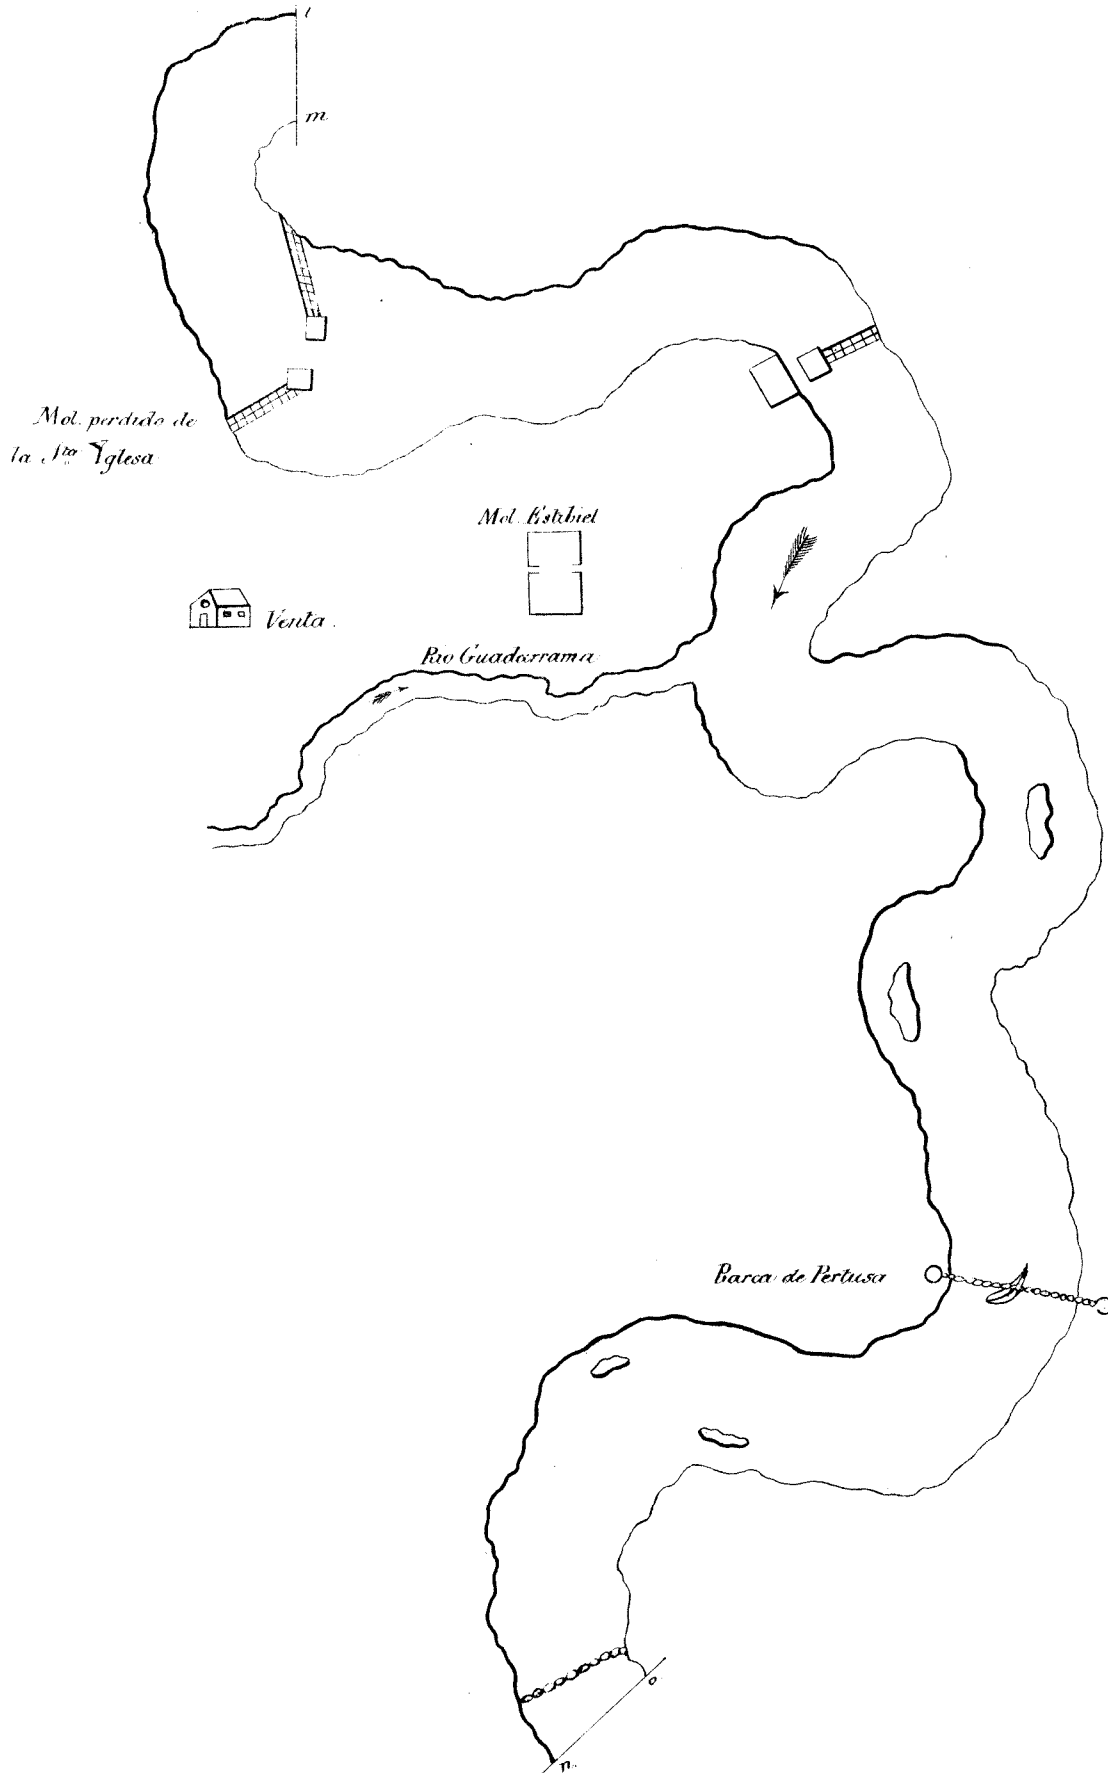 l
m
Mol. perdido de
la Sta Yglesa
Mol. Estibiel
Venta.
Rio Guadarrama
Barca de Pertusa
o.
n.